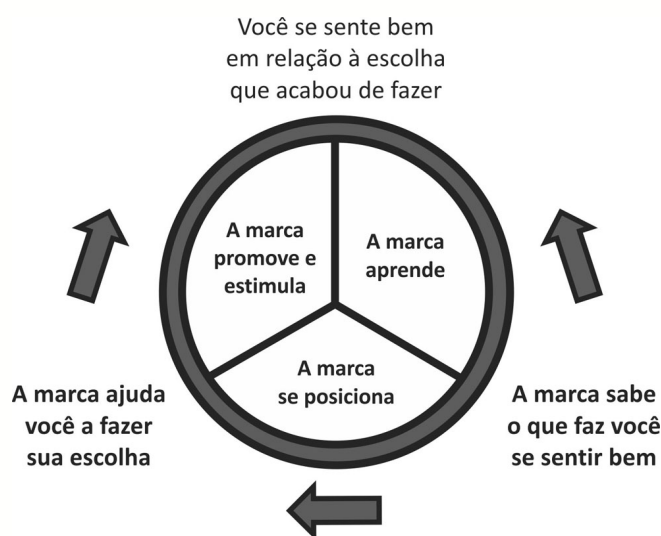 Você se sente bem
em relação à escolha
que acabou de fazer
A marca
promove e
estimula
A marca
aprende
A marca
se posiciona
A marca ajuda
você a fazer
sua escolha
A marca sabe
o que faz você
se sentir bem